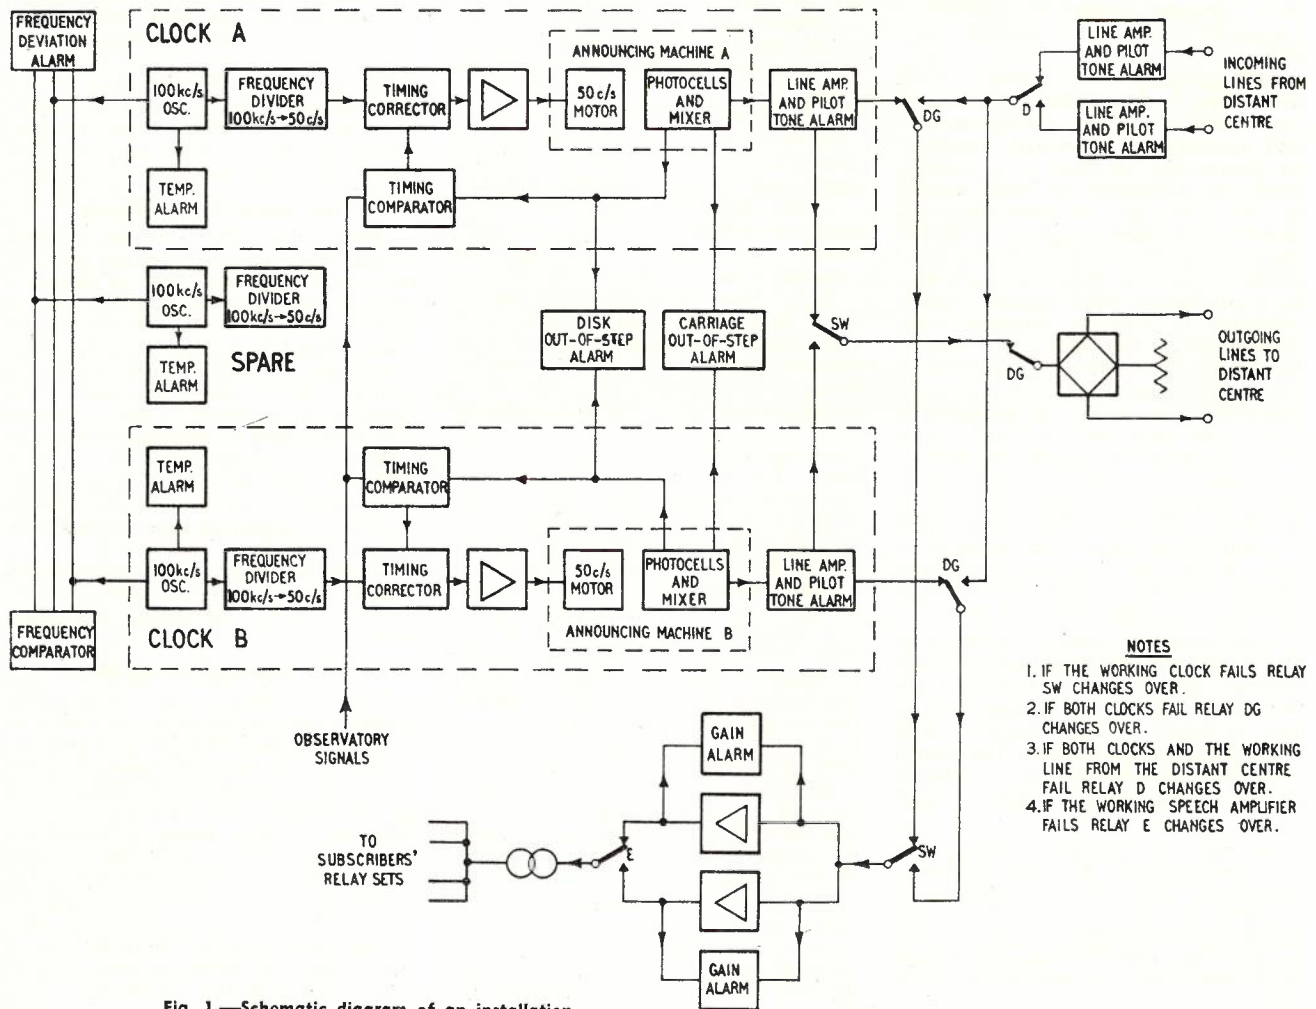 FREQUENCY
DEVIATION
ALARM
CLOCK A
100kc/s
OSC.
FREQUENCY
DIVIDER
100kc/s→50c/s
TIMING
CORRECTOR
ANNOUNCING MACHINE A
50c/s
MOTOR
PHOTOCELLS
AND
MIXER
LINE AMP.
AND PILOT
TONE ALARM
DG
D
LINE AMP.
AND PILOT
TONE ALARM
LINE AMP.
AND PILOT
TONE ALARM
INCOMING
LINES FROM
DISTANT
CENTRE
TEMP.
ALARM
TIMING
COMPARATOR
100kc/s
OSC.
FREQUENCY
DIVIDER
100kc/s→50c/s
TEMP.
ALARM
SPARE
DISK
OUT-OF-STEP
ALARM
CARRIAGE
OUT-OF-STEP
ALARM
SW
DG
OUTGOING
LINES TO
DISTANT
CENTRE
TEMP.
ALARM
TIMING
COMPARATOR
100kc/s
OSC.
FREQUENCY
DIVIDER
100kc/s→50c/s
TIMING
CORRECTOR
50c/s
MOTOR
PHOTOCELLS
AND
MIXER
LINE AMP.
AND PILOT
TONE ALARM
DG
FREQUENCY
COMPARATOR
CLOCK B
ANNOUNCING MACHINE B
OBSERVATORY
SIGNALS
NOTES
1. IF THE WORKING CLOCK FAILS RELAY
SW CHANGES OVER.
2. IF BOTH CLOCKS FAIL RELAY DG
CHANGES OVER.
3. IF BOTH CLOCKS AND THE WORKING
LINE FROM THE DISTANT CENTRE
FAIL RELAY D CHANGES OVER.
4. IF THE WORKING SPEECH AMPLIFIER
FAILS RELAY E CHANGES OVER.
GAIN
ALARM
TO
SUBSCRIBERS'
RELAY SETS
E
SW
GAIN
ALARM
Fig. 1.—Schematic diagram of an installation